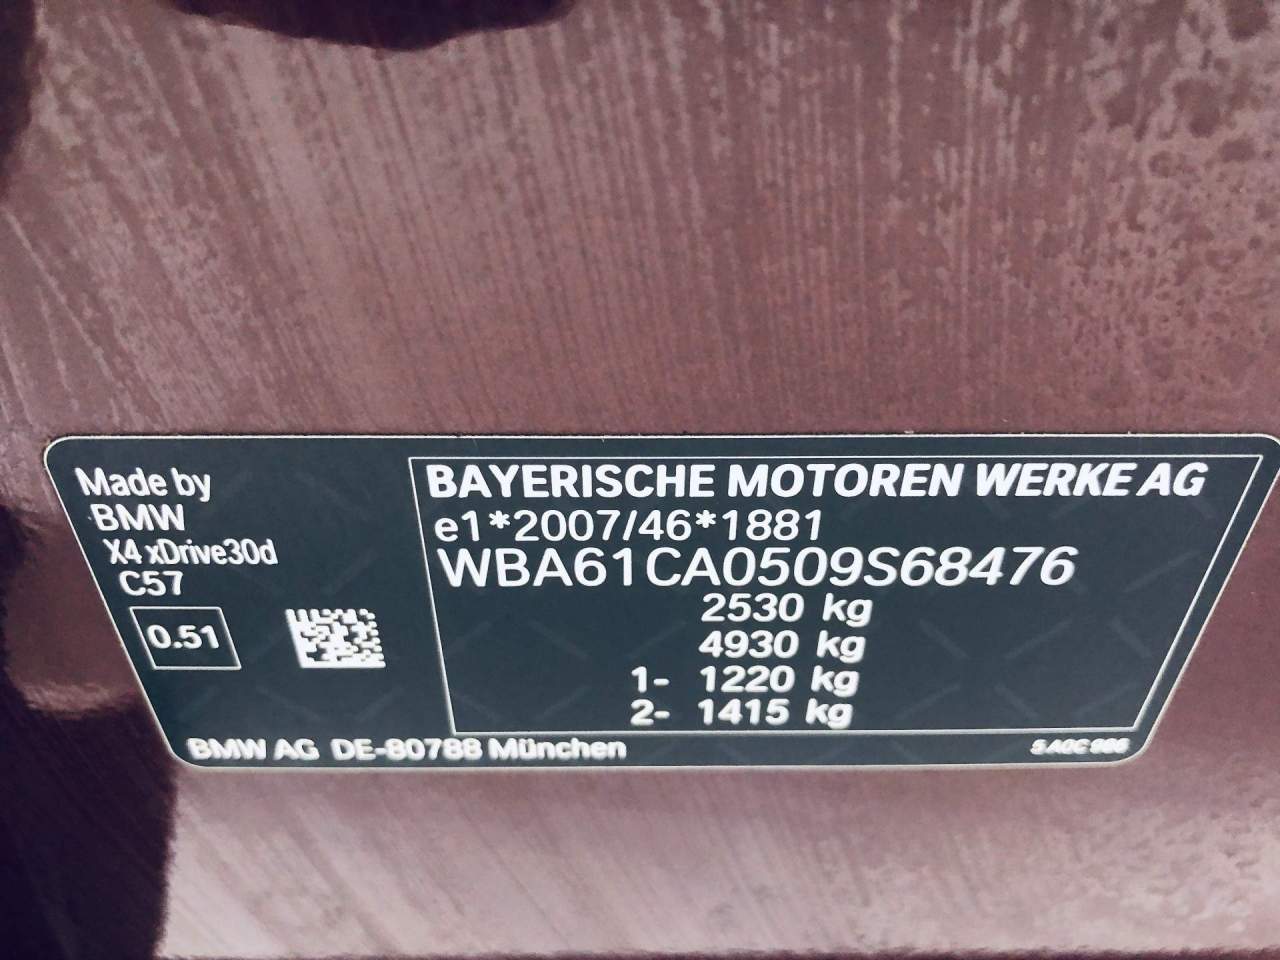 Made by
BMW
X4 xDrive30d
C57
0.51
BAYERISCHE MOTOREN WERKE AG
e1*2007/46*1881
WBA61CA0509S68476
2530 kg
4930 kg
1- 1220 kg
2- 1415 kg
BMW AG DE-80788 München